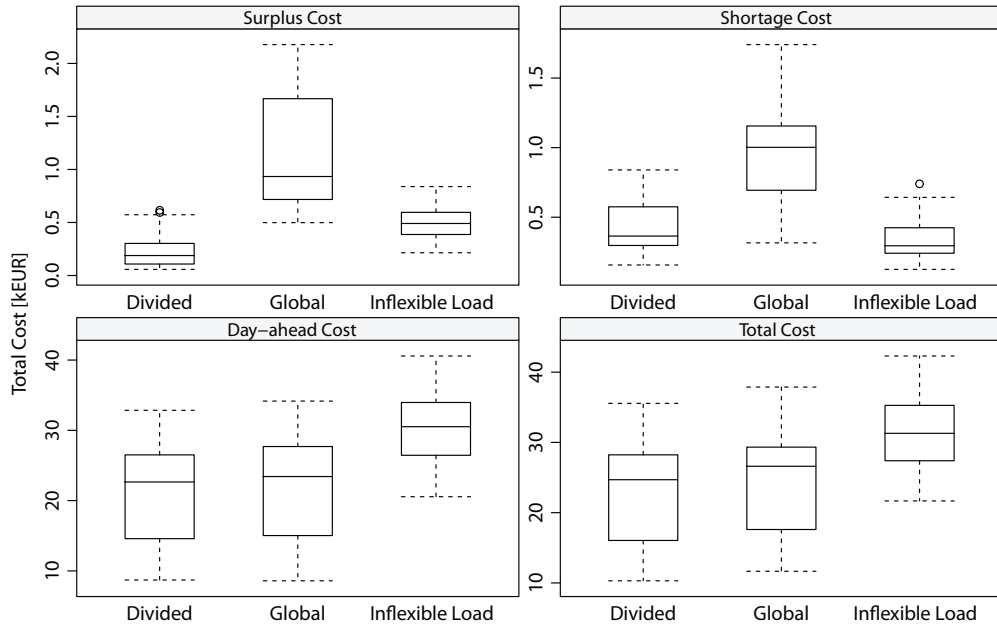 Surplus Cost
Shortage Cost
Total Cost [kEUR]
2.0
1.5
1.0
0.5
0.0
1.5
1.0
0.5
Divided Global Inflexible Load
Divided Global Inflexible Load
Day−ahead Cost
Total Cost
40
30
20
10
40
30
20
10
Divided Global Inflexible Load
Divided Global Inflexible Load